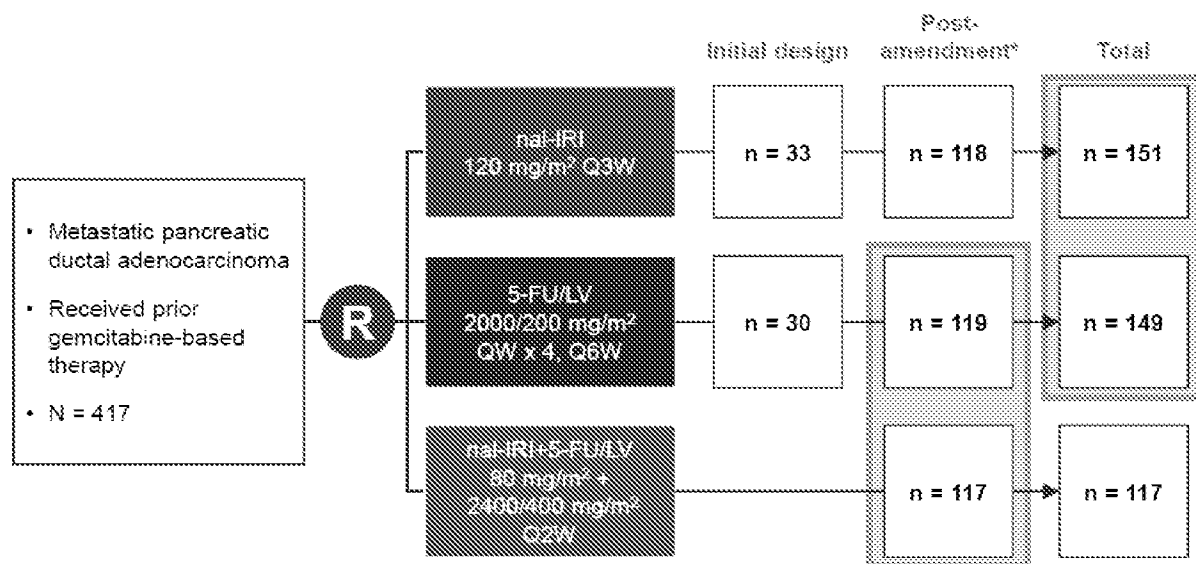 Initial design
Post-
amendment*
Total
• Metastatic pancreatic
ductal adenocarcinoma
• Received prior
gemcitabine-based
therapy
• N = 417
R
nal-IRI
120 mg/m² Q3W
n = 33
n = 118
n = 151
5-FU/LV
2000/200 mg/m²
QW x 4, Q6W
n = 30
n = 119
n = 149
nal-IRI+5-FU/LV
80 mg/m² +
2400/400 mg/m²
Q2W
n = 117
n = 117